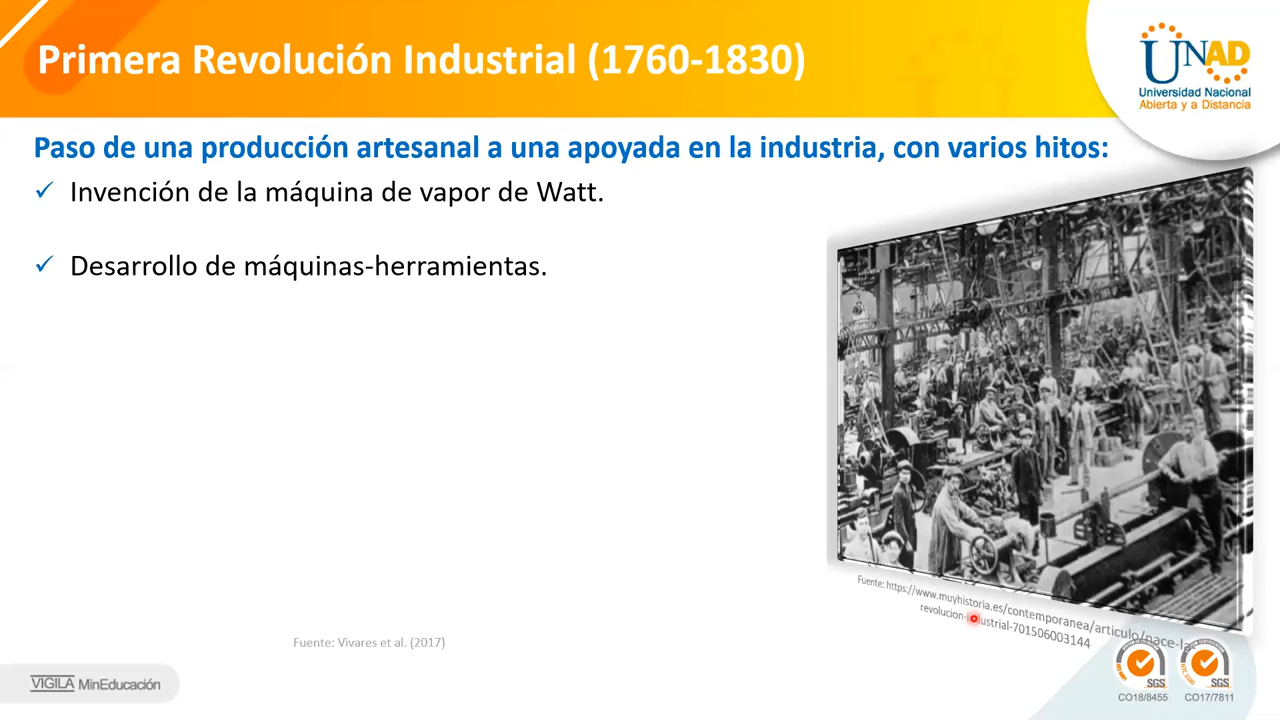 Primera Revolución Industrial (1760-1830)
UNAD
Universidad Nacional
Abierta y a Distancia
Paso de una producción artesanal a una apoyada en la industria, con varios hitos:
✓ Invención de la máquina de vapor de Watt.
✓ Desarrollo de máquinas-herramientas.
Fuente: https://www.muyhistoria.es/contemporanea/articulo/nace-la-
revolucion-industrial-701506003144
Fuente: Vivares et al. (2017)
VIGILA MinEducación
SGS
SGS
CO18/8455
CO17/7811